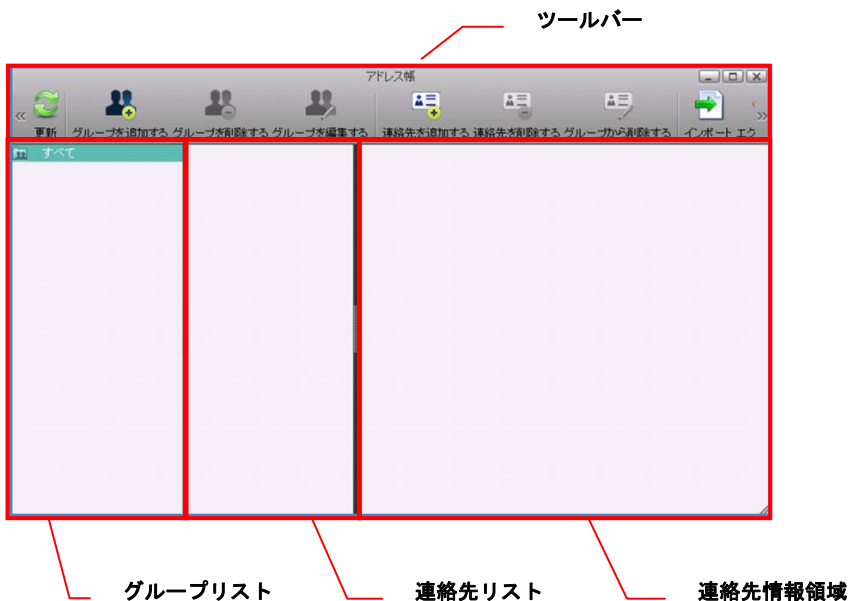 ツールバー
アドレス帳
« 更新 グループを追加する グループを削除する グループを編集する 連絡先を追加する 連絡先を削除する グループから削除する インポート エク »
すべて
グループリスト 連絡先リスト 連絡先情報領域